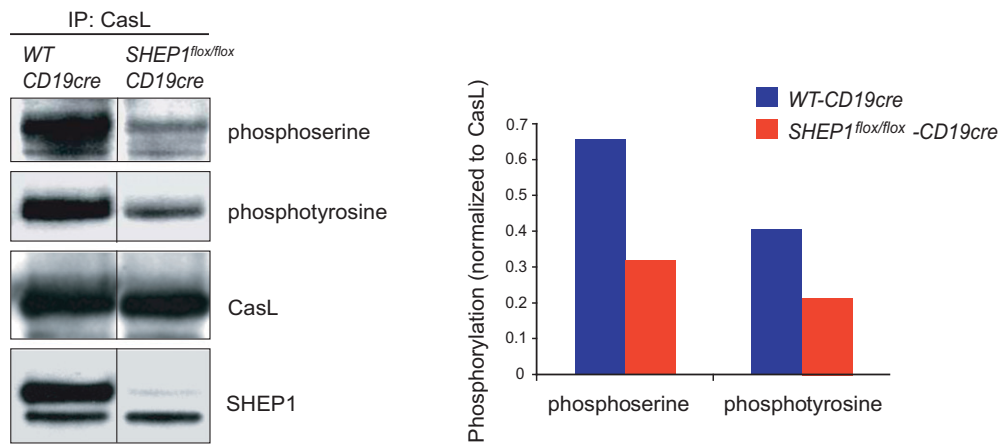 IP: CasL
WT SHEP1flox/flox
CD19cre CD19cre
phosphoserine
phosphotyrosine
CasL
SHEP1
Phosphorylation (normalized to CasL)
WT-CD19cre
SHEP1flox/flox -CD19cre
0.7
0.6
0.5
0.4
0.3
0.2
0.1
0
phosphoserine phosphotyrosine